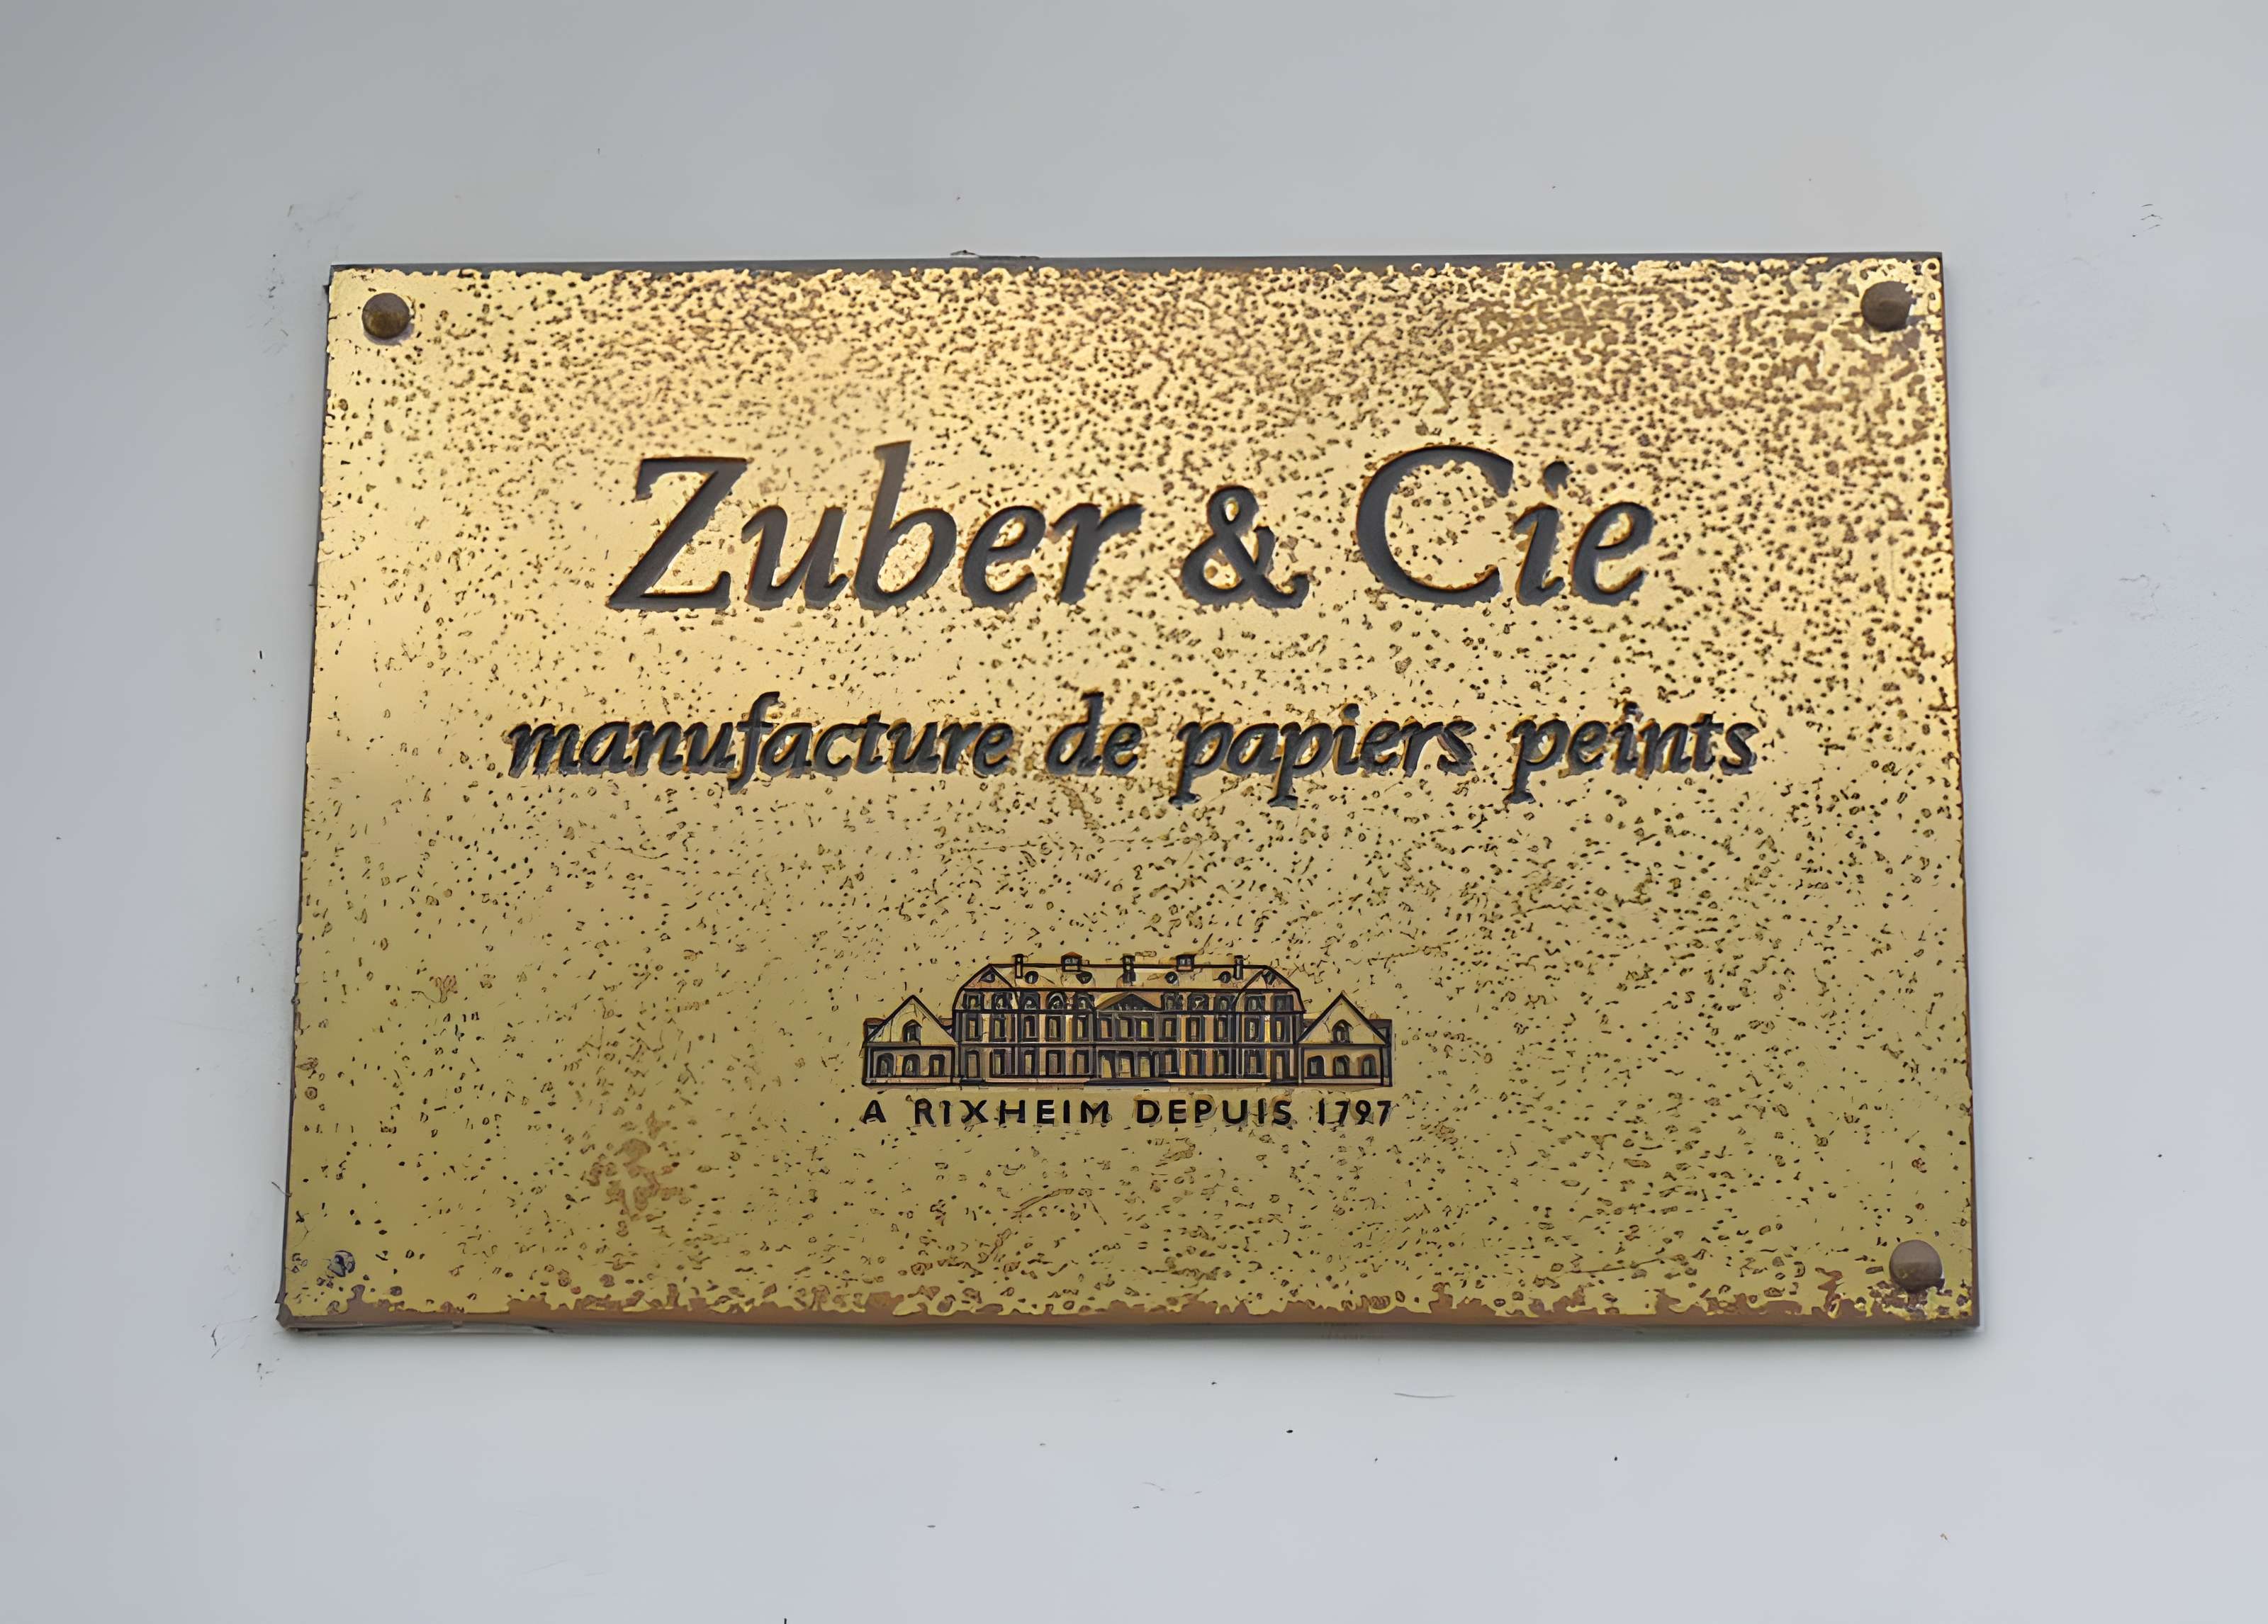 Zuber & Cie
manufacture de papiers peints
A RIXHEIM DEPUIS 1797